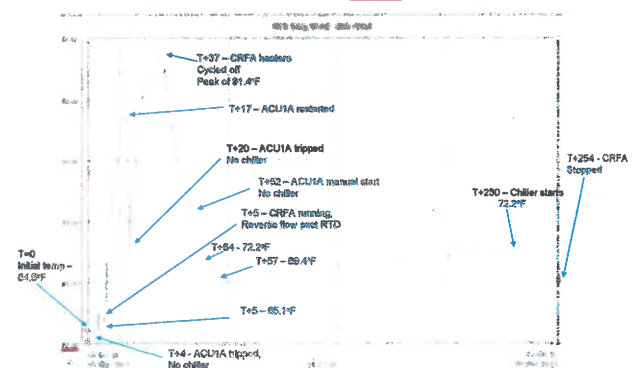 T+37 – CRFA heaters
Cycled off
Peak of 91.4°F
T+17 – ACU1A restarted
T+20 – ACU1A tripped
No chiller
T+254 - CRFA
Stopped
T+52 – ACU1A manual start
No chiller
T+230 – Chiller starts
72.2°F
T+5 – CRFA running,
Reverse flow past RTD
T=0
Initial temp –
64.5°F
T+54 - 72.2°F
T+57 – 69.4°F
T+5 – 65.1°F
T+4 - ACU1A tripped,
No chiller